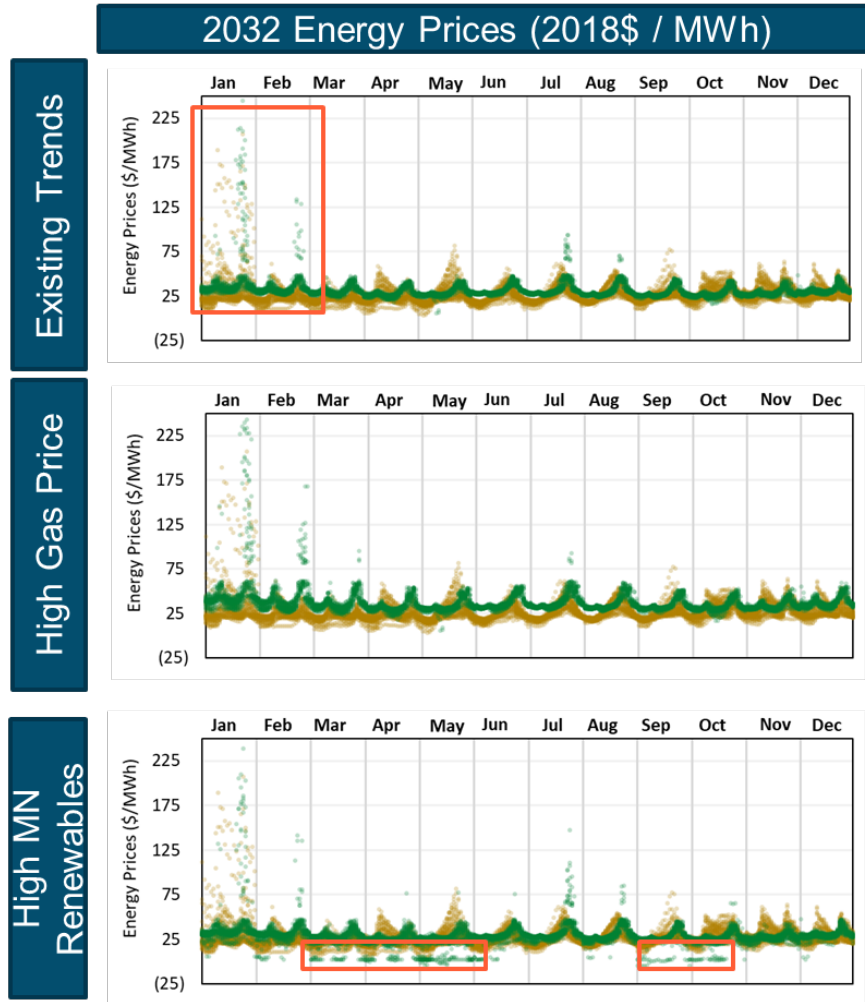 2032 Energy Prices (2018$ / MWh)
Existing Trends
Jan Feb Mar Apr May Jun Jul Aug Sep Oct Nov Dec
Energy Prices ($/MWh)
225
175
125
75
25
(25)
High Gas Price
Jan Feb Mar Apr May Jun Jul Aug Sep Oct Nov Dec
Energy Prices ($/MWh)
225
175
125
75
25
(25)
High MN
Renewables
Jan Feb Mar Apr May Jun Jul Aug Sep Oct Nov Dec
Energy Prices ($/MWh)
225
175
125
75
25
(25)